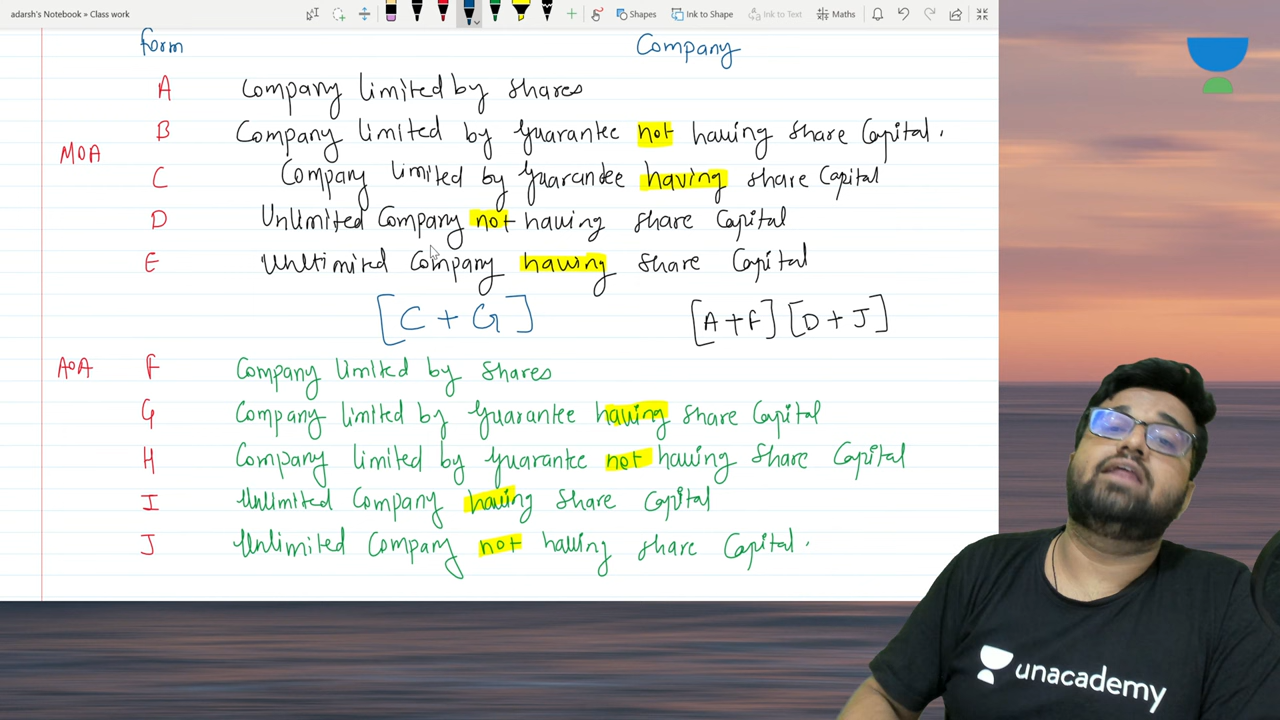 adarsh's Notebook » Class work
Shapes Ink to Shape Ink to Text Maths
form Company
A Company limited by shares
B Company limited by guarantee not having share Capital.
MOA
C Company limited by guarandee having share Capital
D Unlimited Company not having share Capital
E Unltimited Company having share Capital
[C + G] [A+F] [D + J]
AOA F Company limited by shares
G Company limited by guarantee having share Capital
H Company limited by guarantee not having share Capital
I Unlimited Company having share Capital
J Unlimited Company not having share Capital.
unacademy